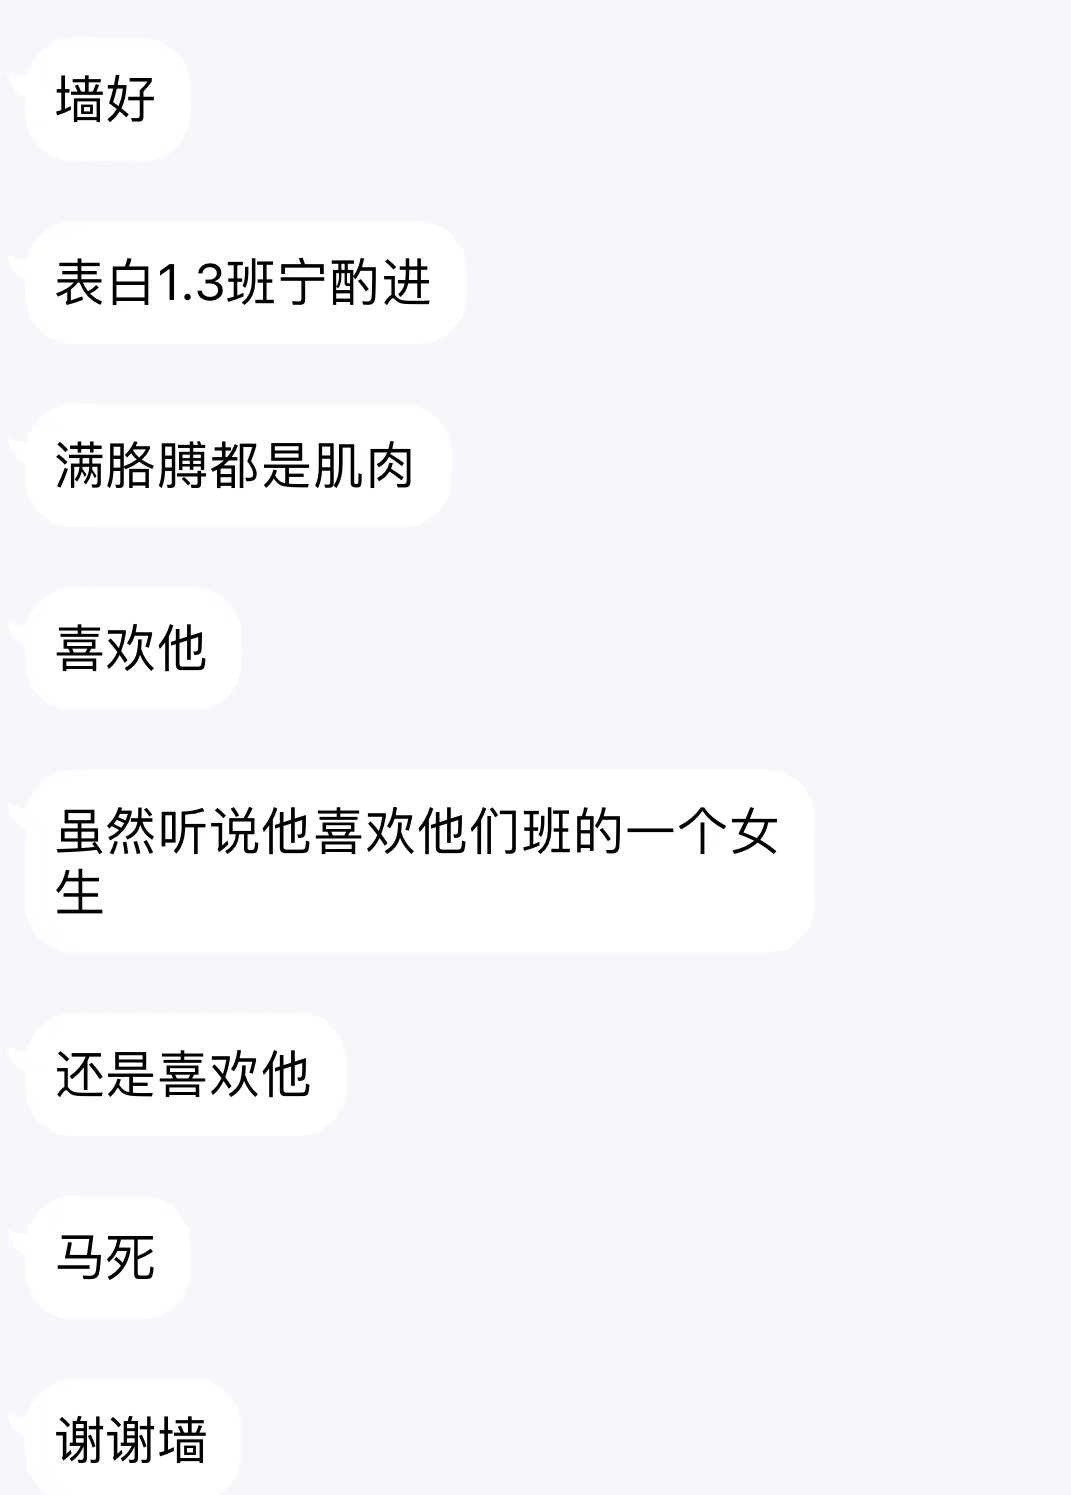 墙好
表白1.3班宁酌进
满胳膊都是肌肉
喜欢他
虽然听说他喜欢他们班的一个女
生
还是喜欢他
马死
谢谢墙